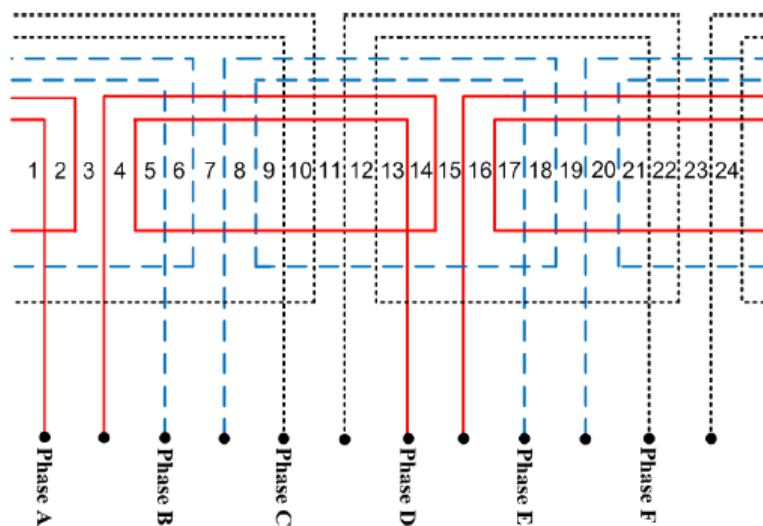 1 2 3 4 5 6 7 8 9 10 11 12 13 14 15 16 17 18 19 20 21 22 23 24
Phase A
Phase B
Phase C
Phase D
Phase E
Phase F